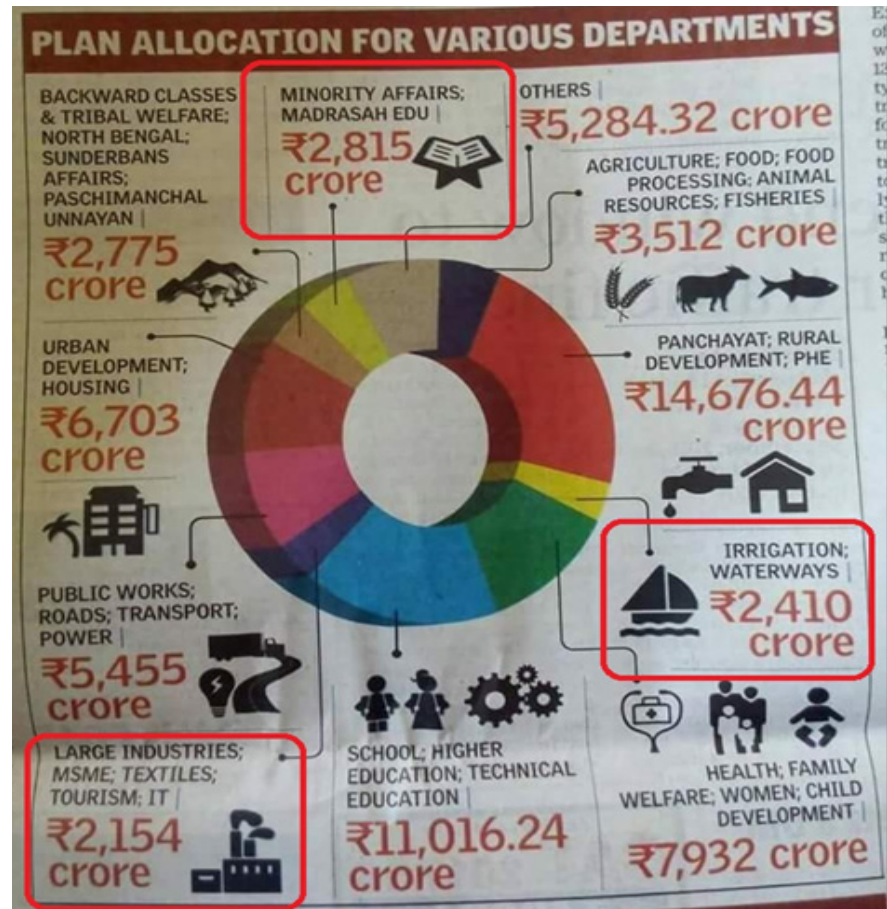 PLAN ALLOCATION FOR VARIOUS DEPARTMENTS
BACKWARD CLASSES
& TRIBAL WELFARE;
NORTH BENGAL;
SUNDERBANS
AFFAIRS;
PASCHIMANCHAL
UNNAYAN |
₹2,775
crore
MINORITY AFFAIRS;
MADRASAH EDU |
₹2,815
crore
OTHERS |
₹5,284.32 crore
AGRICULTURE; FOOD; FOOD
PROCESSING; ANIMAL
RESOURCES; FISHERIES |
₹3,512 crore
URBAN
DEVELOPMENT;
HOUSING |
₹6,703
crore
PANCHAYAT; RURAL
DEVELOPMENT; PHE |
₹14,676.44
crore
IRRIGATION;
WATERWAYS |
₹2,410
crore
PUBLIC WORKS;
ROADS; TRANSPORT;
POWER |
₹5,455
crore
LARGE INDUSTRIES;
MSME; TEXTILES;
TOURISM; IT |
₹2,154
crore
SCHOOL; HIGHER
EDUCATION; TECHNICAL
EDUCATION |
₹11,016.24
crore
HEALTH; FAMILY
WELFARE; WOMEN; CHILD
DEVELOPMENT |
₹7,932 crore